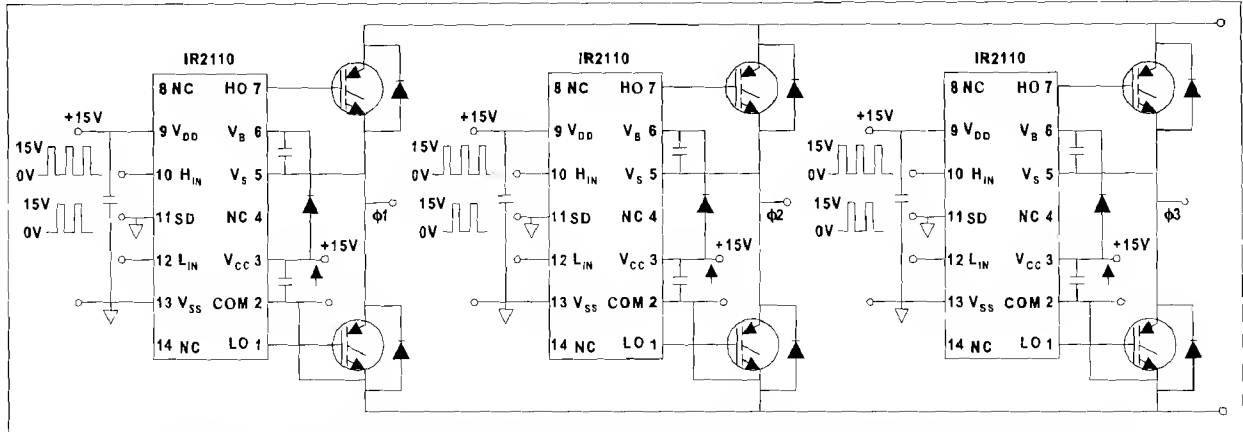 IR2110
8 NC HO 7
+15V
9 VDD VB 6
15V
0V
10 HIN VS 5
15V
0V
11 SD NC 4
ϕ1
+15V
12 LIN VCC 3
13 VSS COM 2
14 NC LO 1
IR2110
8 NC HO 7
+15V
9 VDD VB 6
15V
0V
10 HIN VS 5
15V
0V
11 SD NC 4
ϕ2
+15V
12 LIN VCC 3
13 VSS COM 2
14 NC LO 1
IR2110
8 NC HO 7
+15V
9 VDD VB 6
15V
0V
10 HIN VS 5
15V
0V
11 SD NC 4
ϕ3
+15V
12 LIN VCC 3
13 VSS COM 2
14 NC LO 1